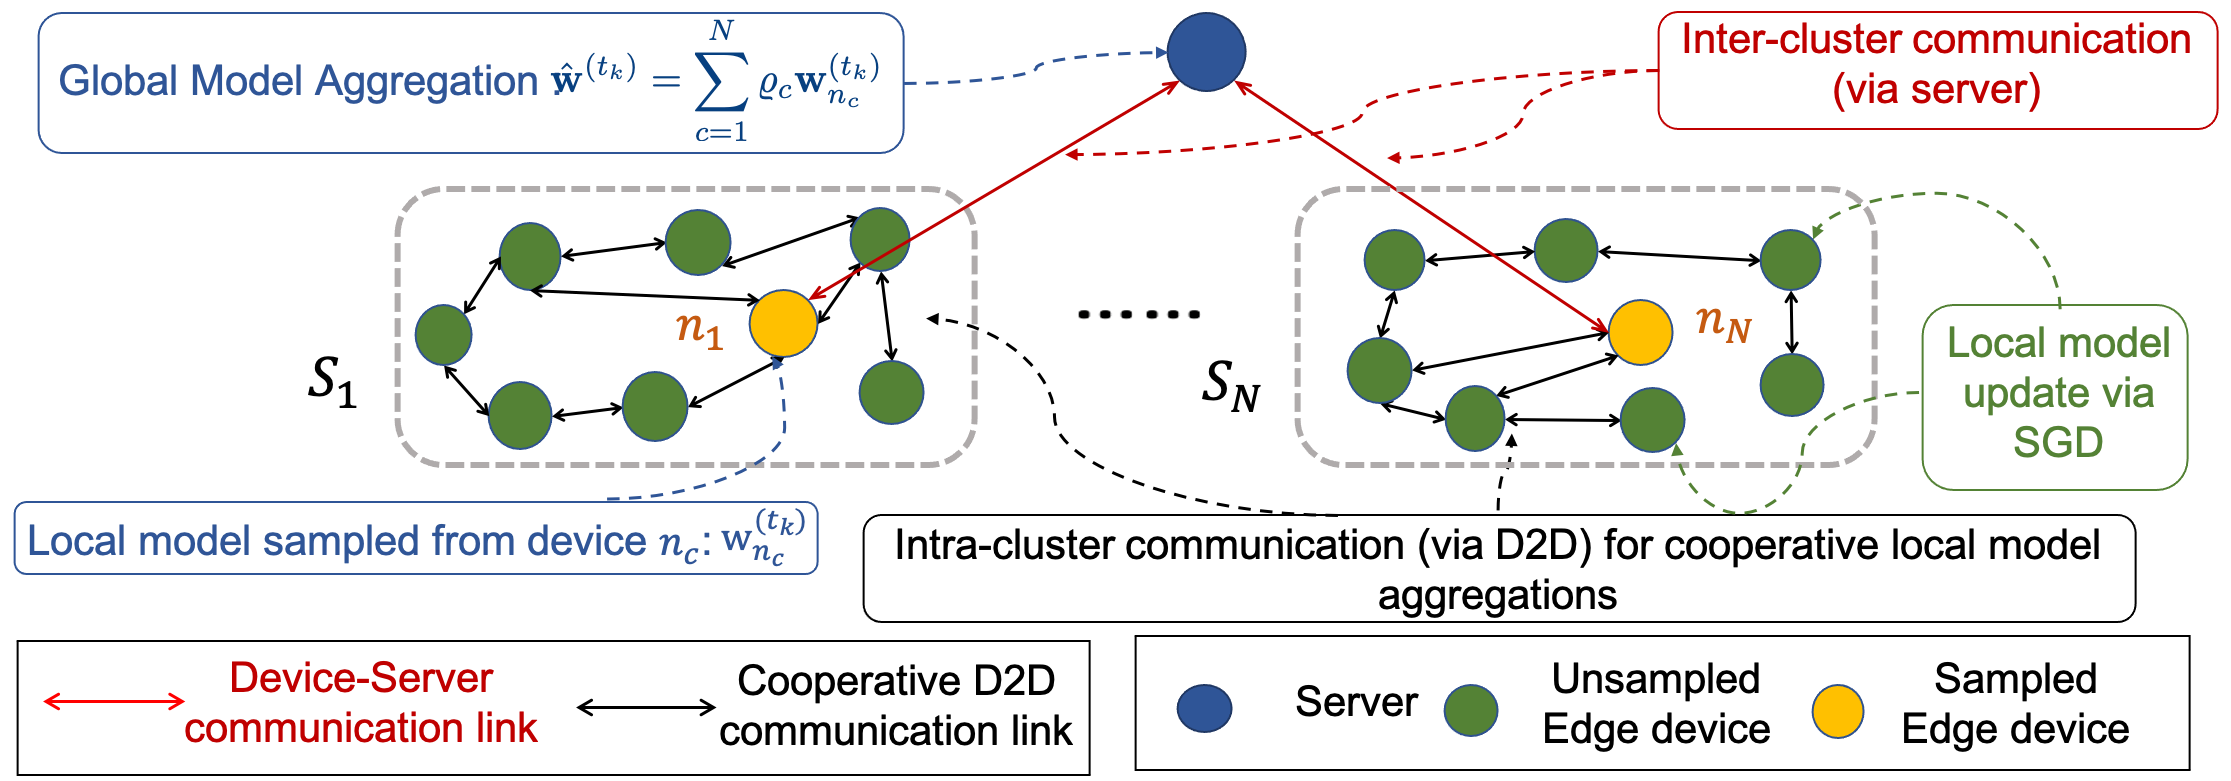 Global Model Aggregation $\hat{\mathbf{w}}^{(t_k)} = \sum_{c=1}^{N} \varrho_c \mathbf{w}_{n_c}^{(t_k)}$
Inter-cluster communication
(via server)
$n_1$
$S_1$
......
$n_N$
$S_N$
Local model
update via
SGD
Local model sampled from device $n_c$: $\mathrm{w}_{n_c}^{(t_k)}$
Intra-cluster communication (via D2D) for cooperative local model
aggregations
Device-Server
communication link
Cooperative D2D
communication link
Server
Unsampled
Edge device
Sampled
Edge device